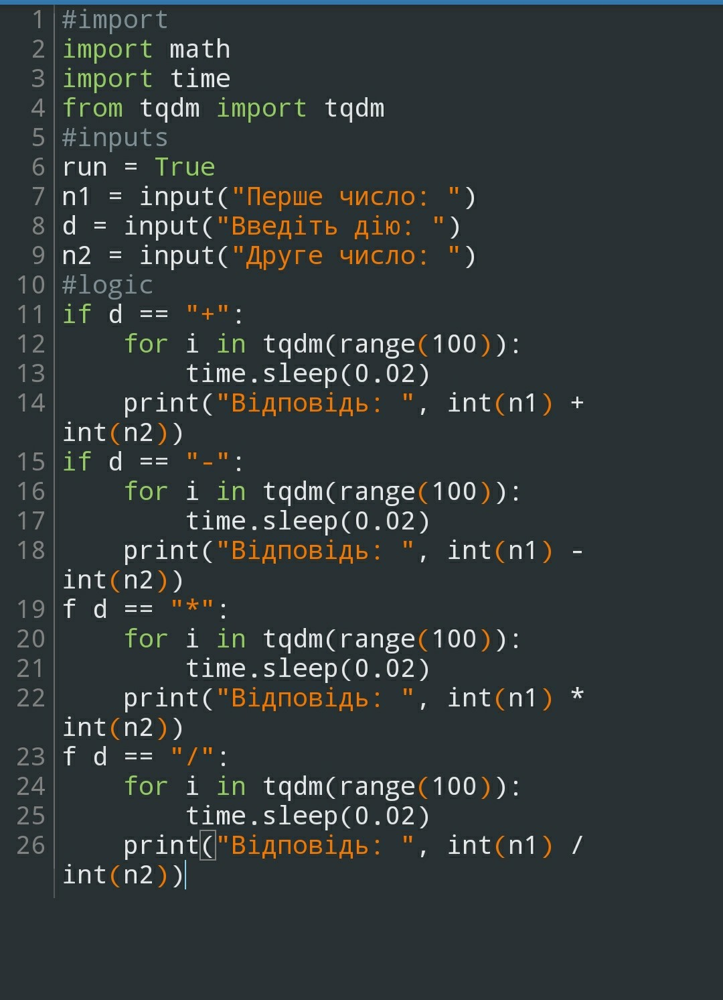 1 #import
2 import math
3 import time
4 from tqdm import tqdm
5 #inputs
6 run = True
7 n1 = input("Перше число: ")
8 d = input("Введіть дію: ")
9 n2 = input("Друге число: ")
10 #logic
11 if d == "+":
12     for i in tqdm(range(100)):
13         time.sleep(0.02)
14     print("Відповідь: ", int(n1) +
int(n2))
15 if d == "-":
16     for i in tqdm(range(100)):
17         time.sleep(0.02)
18     print("Відповідь: ", int(n1) -
int(n2))
19 f d == "*":
20     for i in tqdm(range(100)):
21         time.sleep(0.02)
22     print("Відповідь: ", int(n1) *
int(n2))
23 f d == "/":
24     for i in tqdm(range(100)):
25         time.sleep(0.02)
26     print("Відповідь: ", int(n1) /
int(n2))